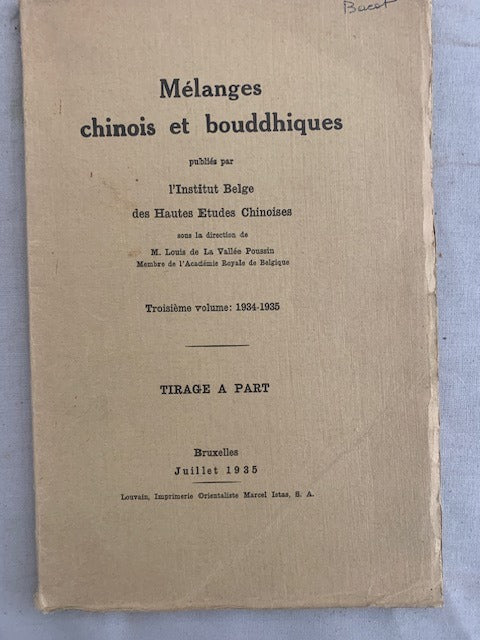 Bacot
Mélanges
chinois et bouddhiques
publiés par
l'Institut Belge
des Hautes Etudes Chinoises
sous la direction de
M. Louis de La Vallée Poussin
Membre de l'Académie Royale de Belgique
Troisième volume: 1934-1935
TIRAGE A PART
Bruxelles
Juillet 1935
Louvain, Imprimerie Orientaliste Marcel Istas, S. A.